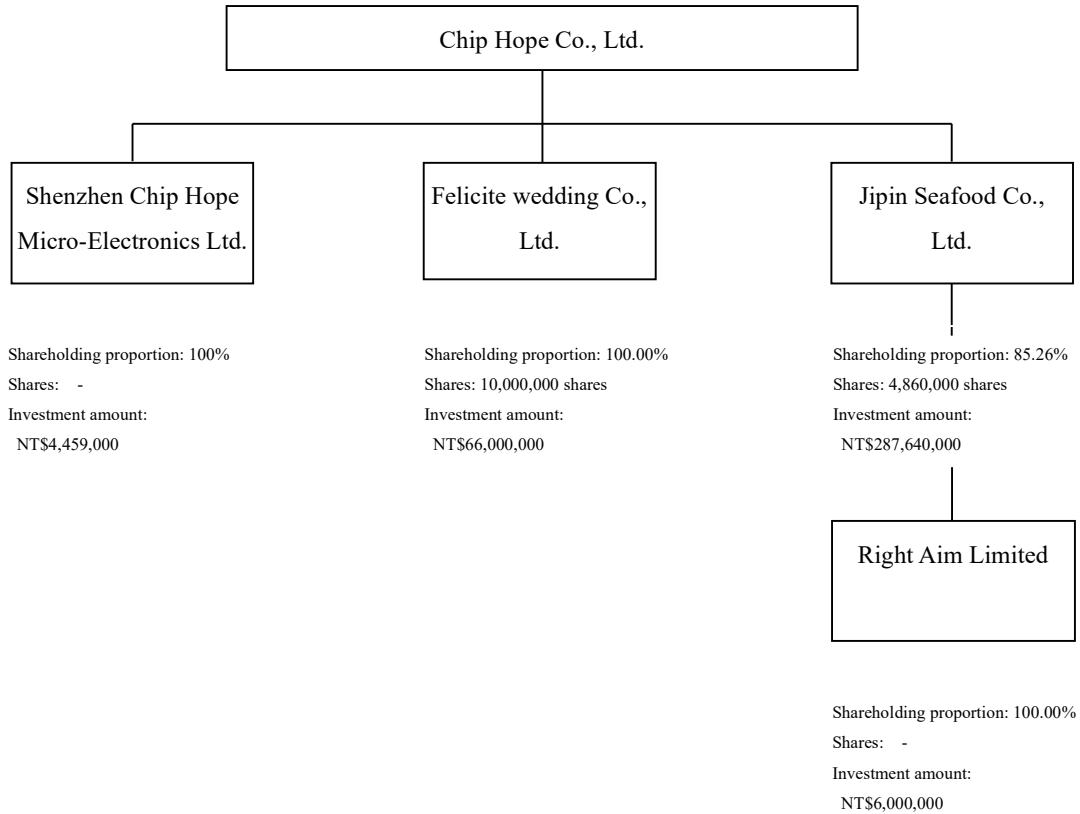 Chip Hope Co., Ltd.
Shenzhen Chip Hope
Micro-Electronics Ltd.
Felicite wedding Co.,
Ltd.
Jipin Seafood Co.,
Ltd.
Shareholding proportion: 100%
Shares: -
Investment amount:
NT$4,459,000
Shareholding proportion: 100.00%
Shares: 10,000,000 shares
Investment amount:
NT$66,000,000
Shareholding proportion: 85.26%
Shares: 4,860,000 shares
Investment amount:
NT$287,640,000
Right Aim Limited
Shareholding proportion: 100.00%
Shares: -
Investment amount:
NT$6,000,000